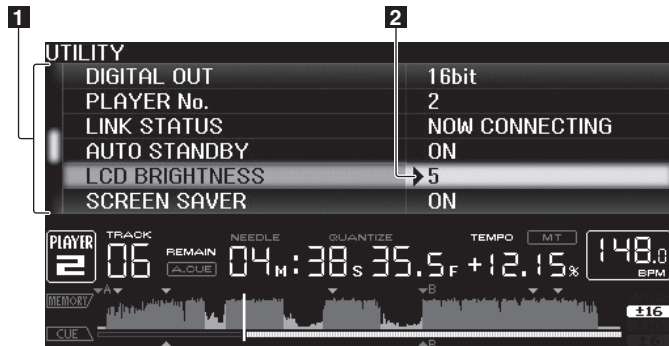 1 2
UTILITY
DIGITAL OUT 16bit
PLAYER No. 2
LINK STATUS NOW CONNECTING
AUTO STANDBY ON
LCD BRIGHTNESS 5
SCREEN SAVER ON
PLAYER 2 TRACK 06 REMAIN A.CUE NEEDLE 04M:38S QUANTIZE 35.5F TEMPO +12.15% MT 148.0 BPM
A B
MEMORY
±16
CUE
B